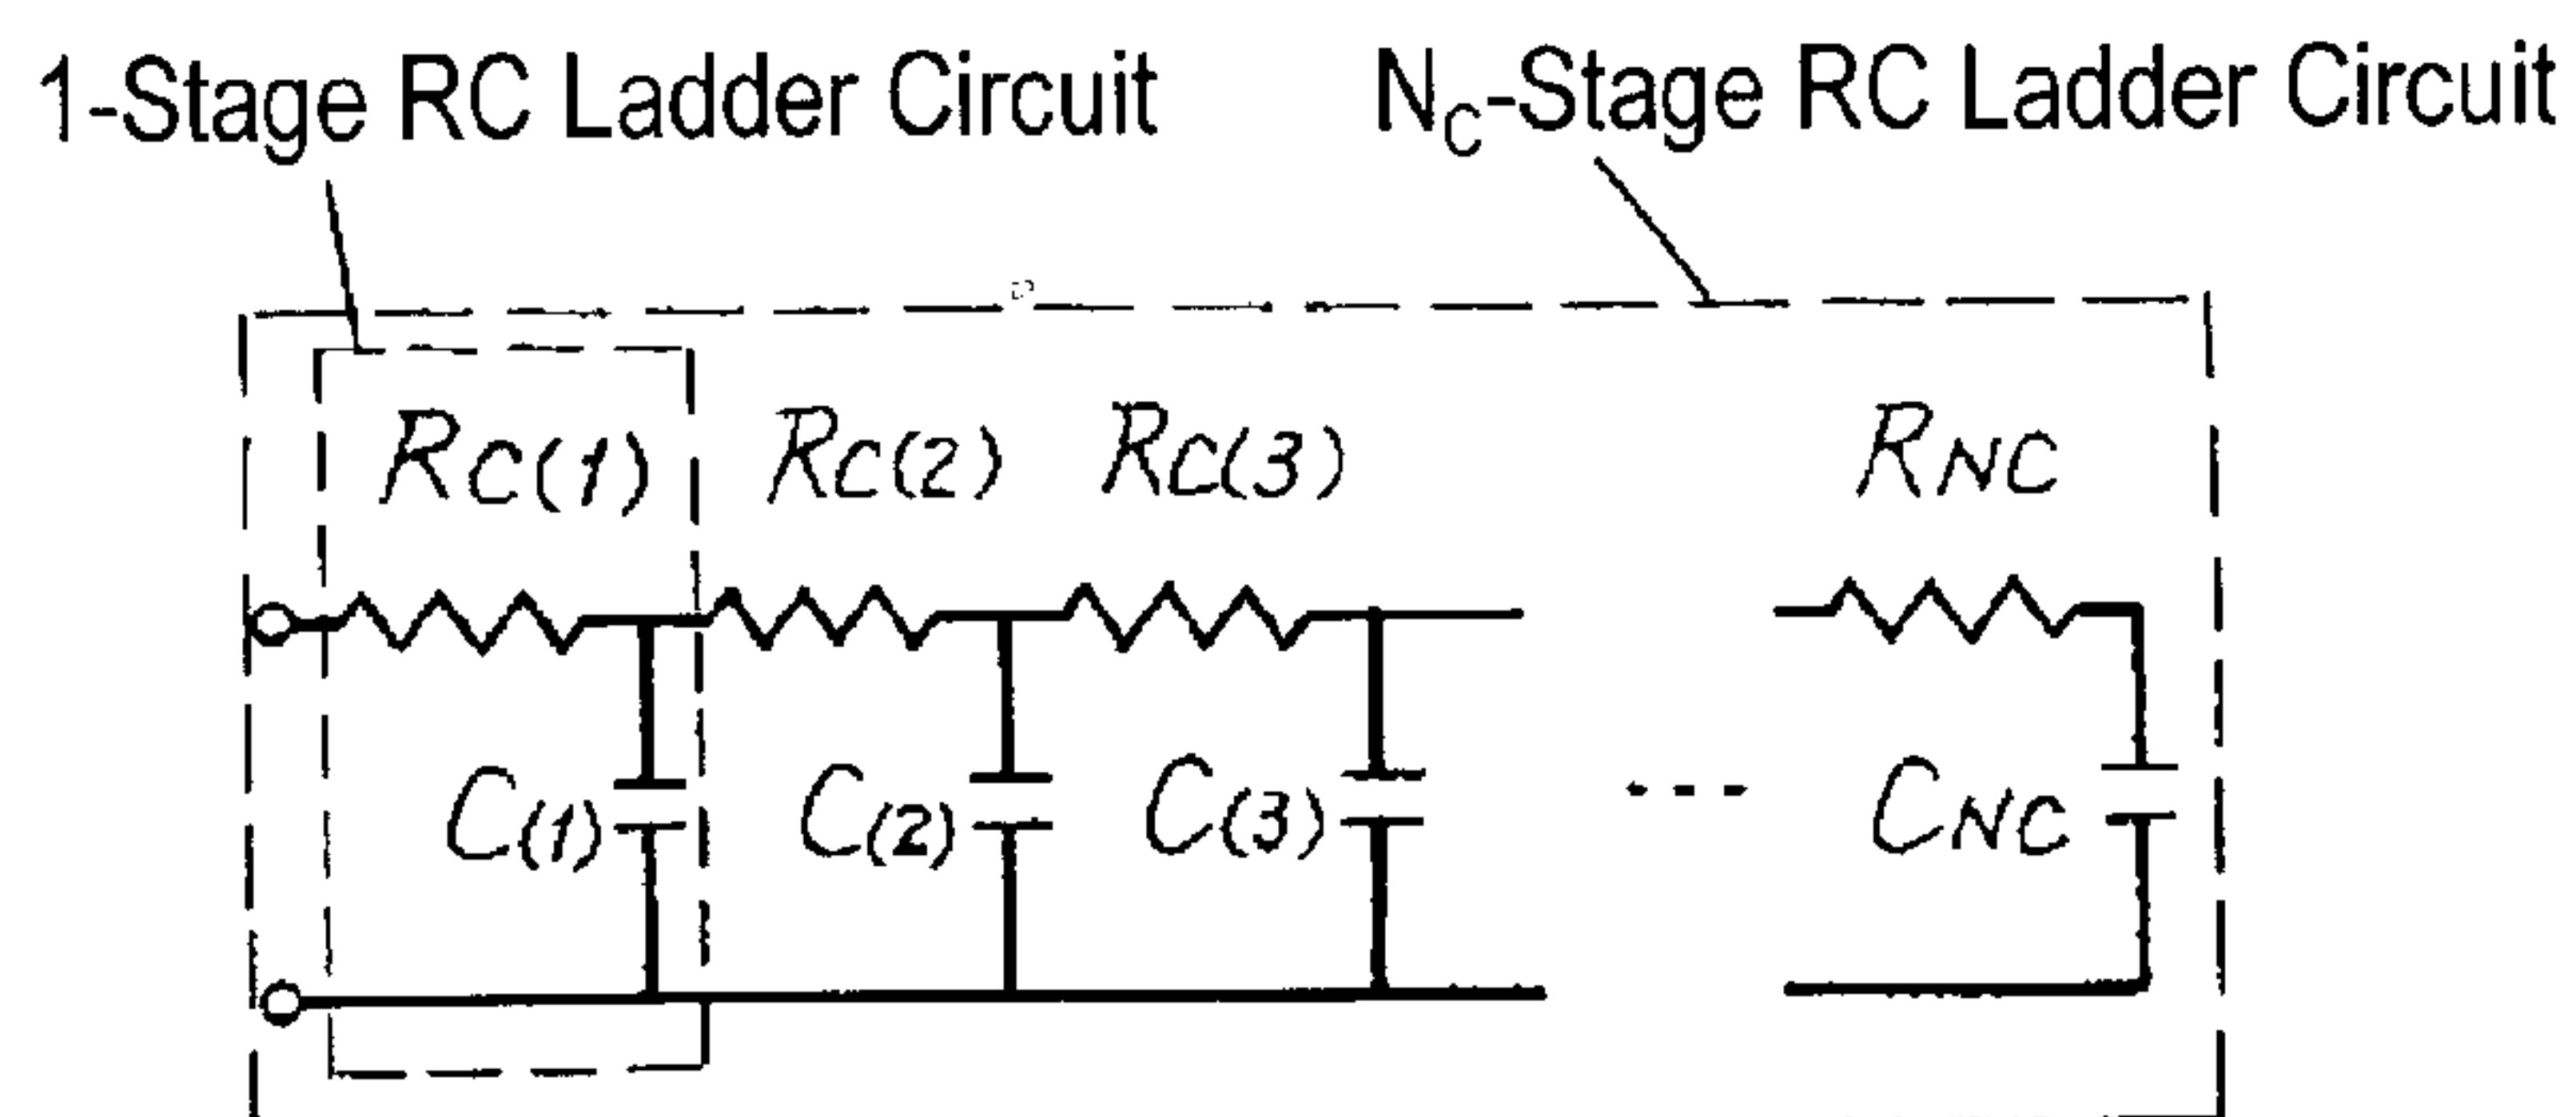 1-Stage RC Ladder Circuit
N_C-Stage RC Ladder Circuit
RC(1) RC(2) RC(3) RNC
C(1) C(2) C(3) ... CNC